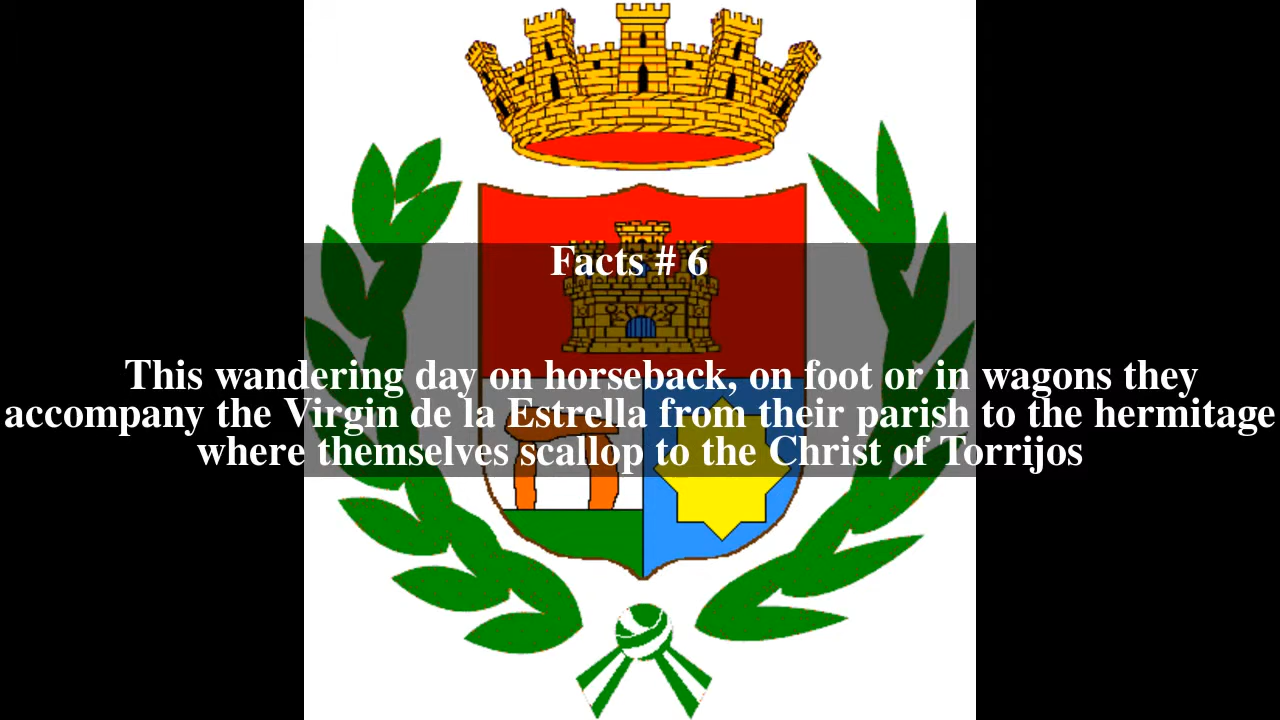 Facts # 6
This wandering day on horseback, on foot or in wagons they
accompany the Virgin de la Estrella from their parish to the hermitage
where themselves scallop to the Christ of Torrijos